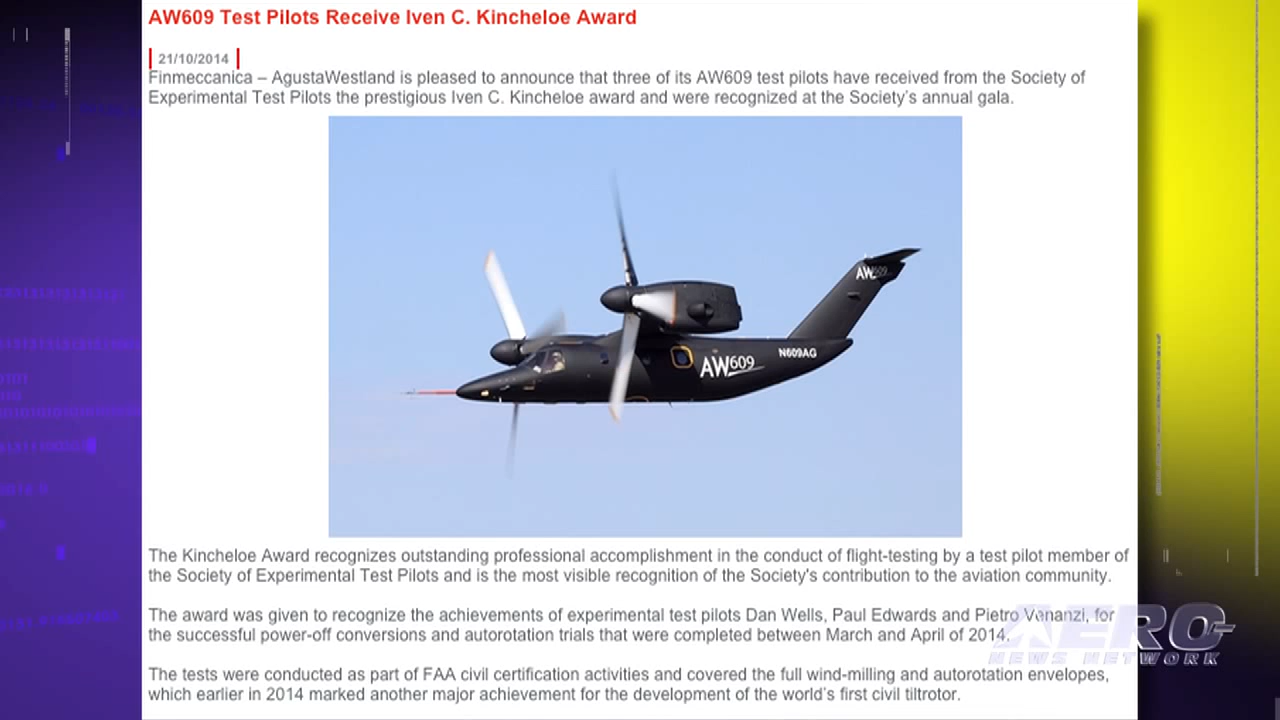 AW609 Test Pilots Receive Iven C. Kincheloe Award
21/10/2014
Finmeccanica – AgustaWestland is pleased to announce that three of its AW609 test pilots have received from the Society of
Experimental Test Pilots the prestigious Iven C. Kincheloe award and were recognized at the Society's annual gala.
AW609
N609AG
AW609
The Kincheloe Award recognizes outstanding professional accomplishment in the conduct of flight-testing by a test pilot member of
the Society of Experimental Test Pilots and is the most visible recognition of the Society's contribution to the aviation community.
The award was given to recognize the achievements of experimental test pilots Dan Wells, Paul Edwards and Pietro Venanzi, for
the successful power-off conversions and autorotation trials that were completed between March and April of 2014.
AERO
NEWS NETWORK
The tests were conducted as part of FAA civil certification activities and covered the full wind-milling and autorotation envelopes,
which earlier in 2014 marked another major achievement for the development of the world's first civil tiltrotor.